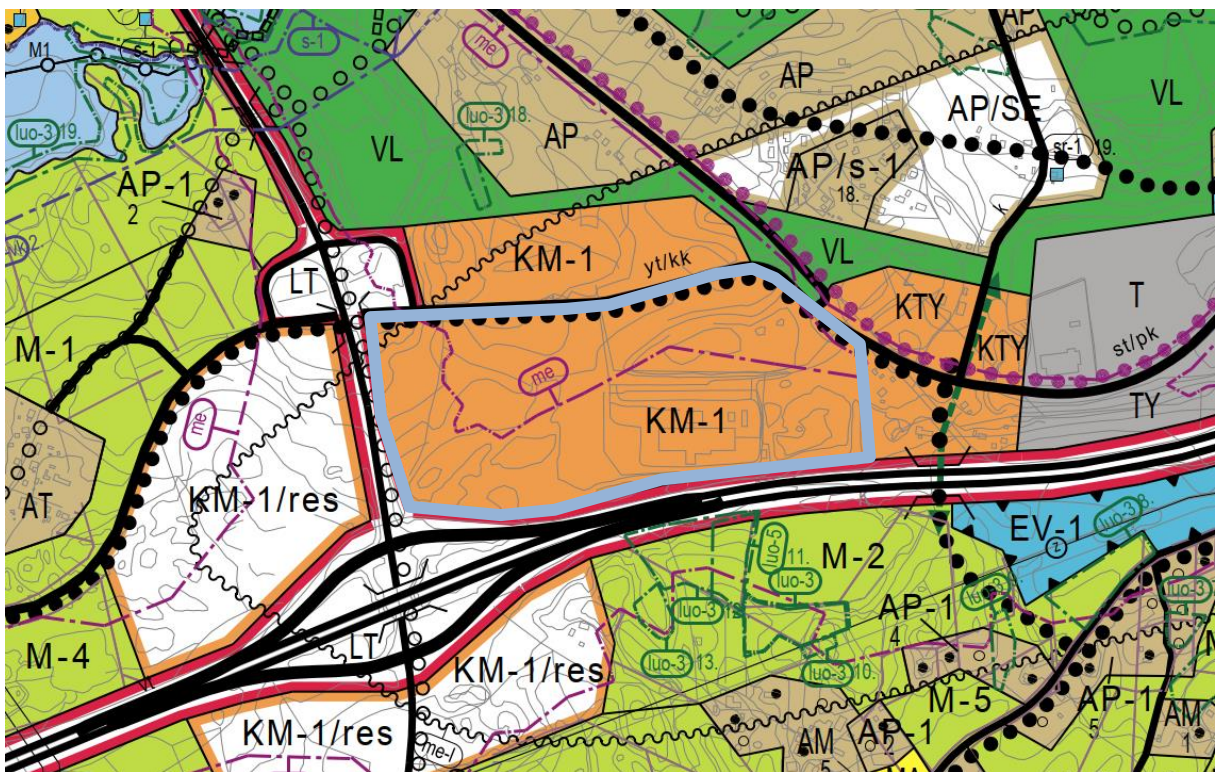 M1
s-1
s-1
me
AP
luo-3 19.
luo-3 18.
VL
AP
AP
AP/SE
VL
AP-1
2
AP/s-1
18.
sr-1 19.
k
LT
KM-1
yt/kk
VL
KTY
T
M-1
KTY
st/pk
me
me
KM-1
TY
AT
KM-1/res
EV-1
z
luo-3 8.
luo-5
11.
M-2
luo-3
AP-1
4
luo-3
M-4
LT
luo-3 13.
luo-3 10.
KM-1/res
M-5
AP-1
5
KM-1/res
me-l
AM
5
AP-1
2
AM
1